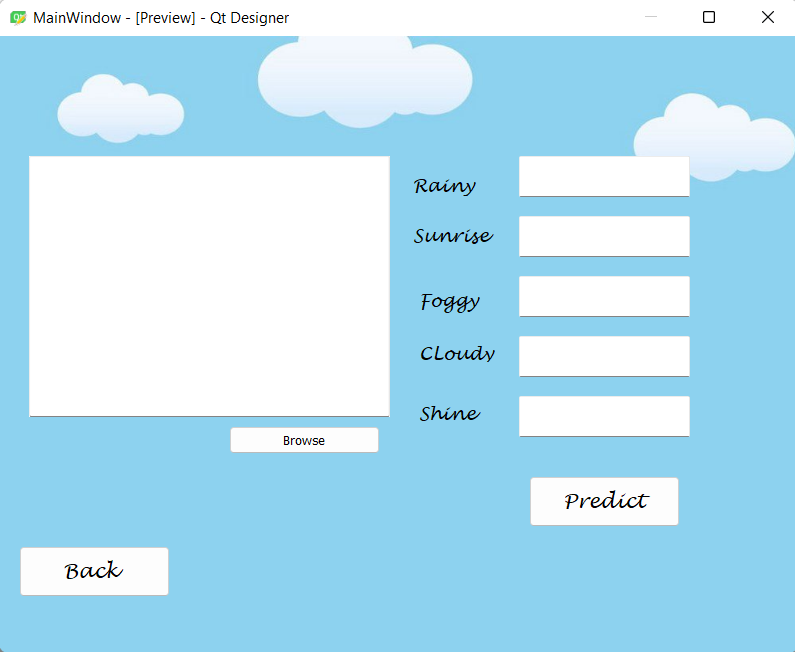 MainWindow - [Preview] - Qt Designer
Rainy
Sunrise
Foggy
CLoudy
Shine
Browse
Predict
Back